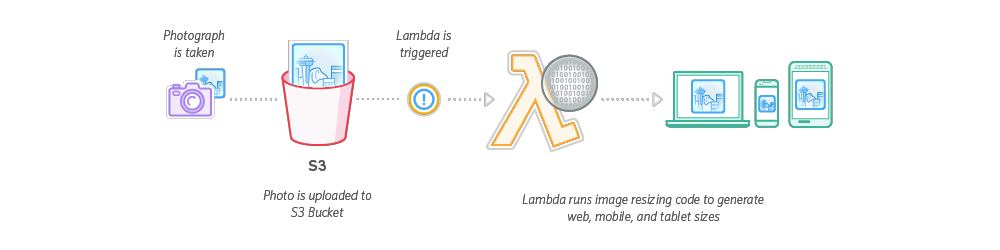 Photograph
is taken
Lambda is
triggered
S3
Photo is uploaded to
S3 Bucket
Lambda runs image resizing code to generate
web, mobile, and tablet sizes